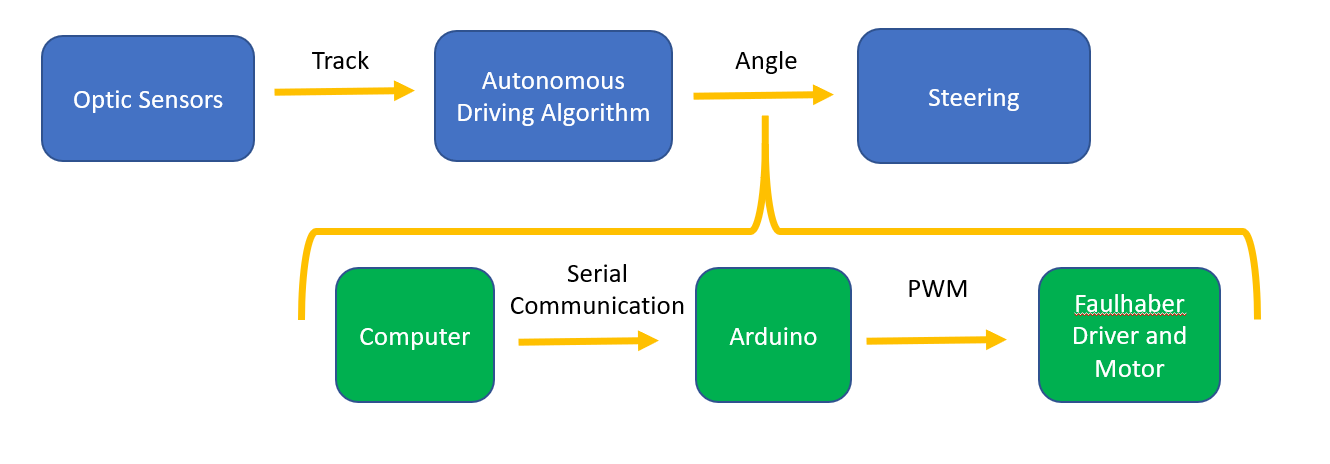 Optic Sensors
Track
Autonomous
Driving Algorithm
Angle
Steering
Computer
Serial
Communication
Arduino
PWM
Faulhaber
Driver and
Motor